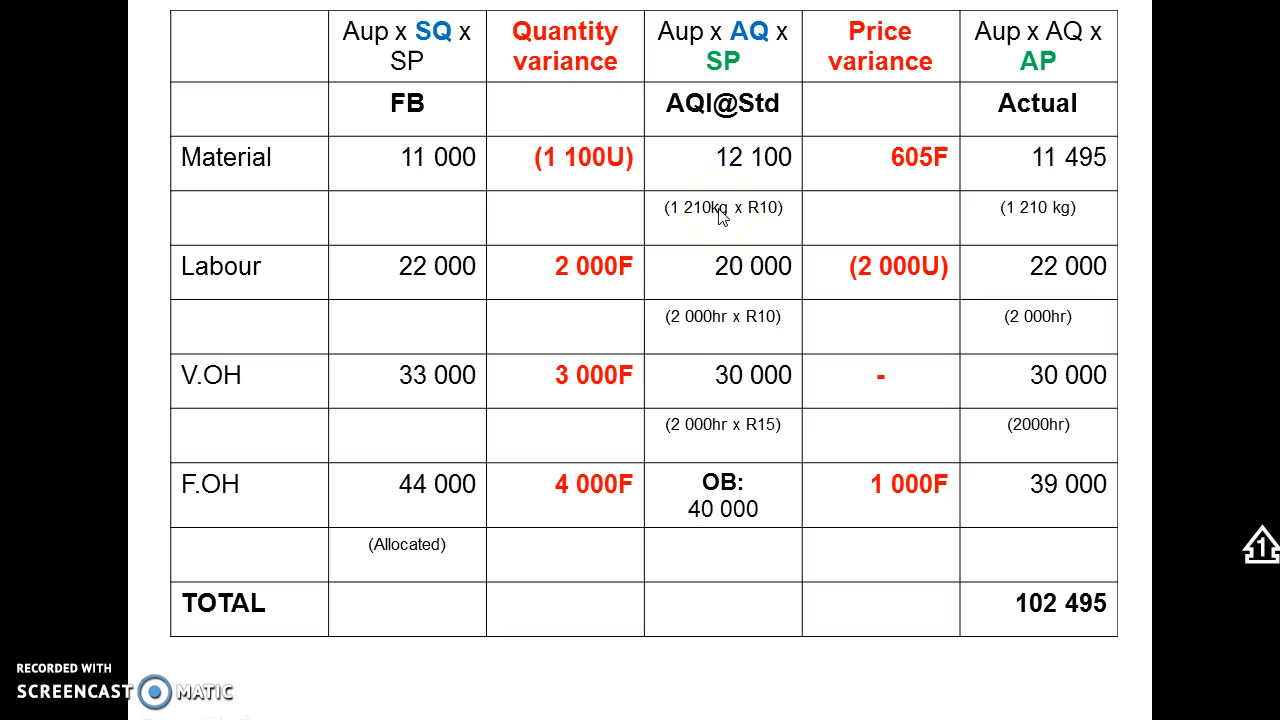 Aup x SQ x
SP
Quantity
variance
Aup x AQ x
SP
Price
variance
Aup x AQ x
AP
FB
AQI@Std
Actual
Material
11 000
(1 100U)
12 100
605F
11 495
(1 210kg x R10)
(1 210 kg)
Labour
22 000
2 000F
20 000
(2 000U)
22 000
(2 000hr x R10)
(2 000hr)
V.OH
33 000
3 000F
30 000
-
30 000
(2 000hr x R15)
(2000hr)
F.OH
44 000
4 000F
OB:
40 000
1 000F
39 000
(Allocated)
TOTAL
102 495
1
RECORDED WITH
SCREENCAST MATIC